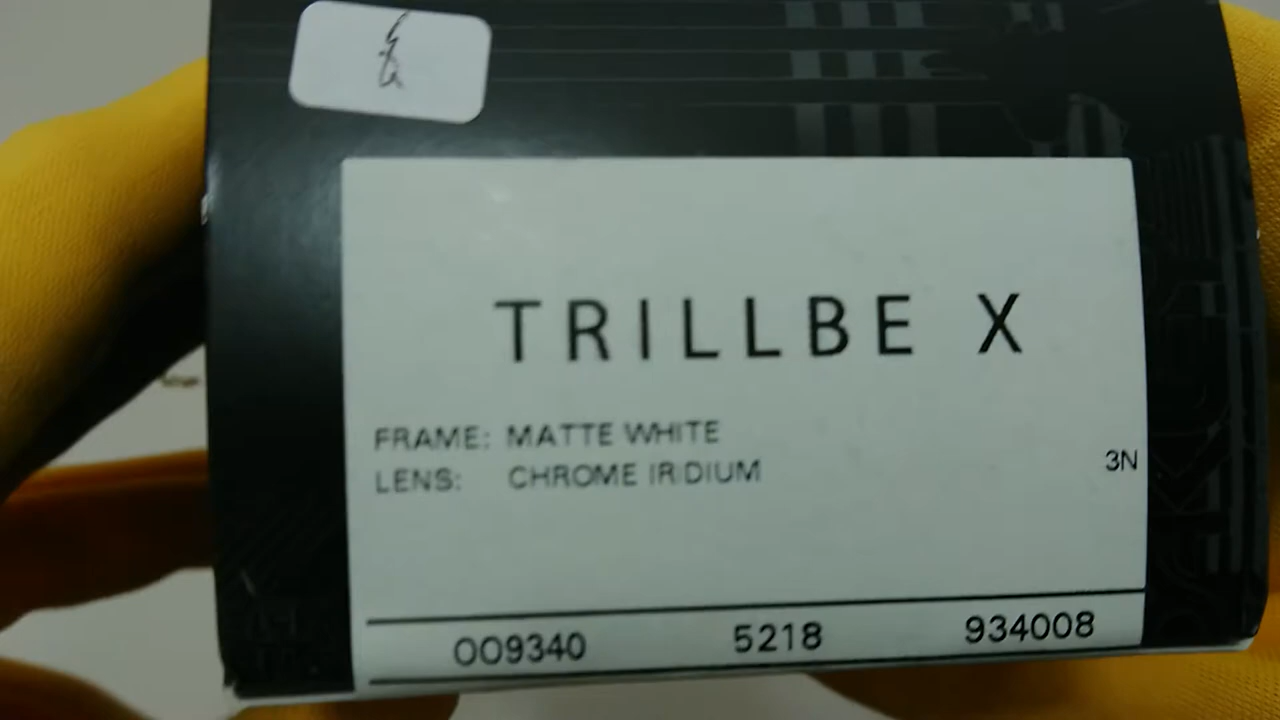 TRILLBE X
FRAME: MATTE WHITE
LENS: CHROME IRIDIUM
3N
OO9340 5218 934008